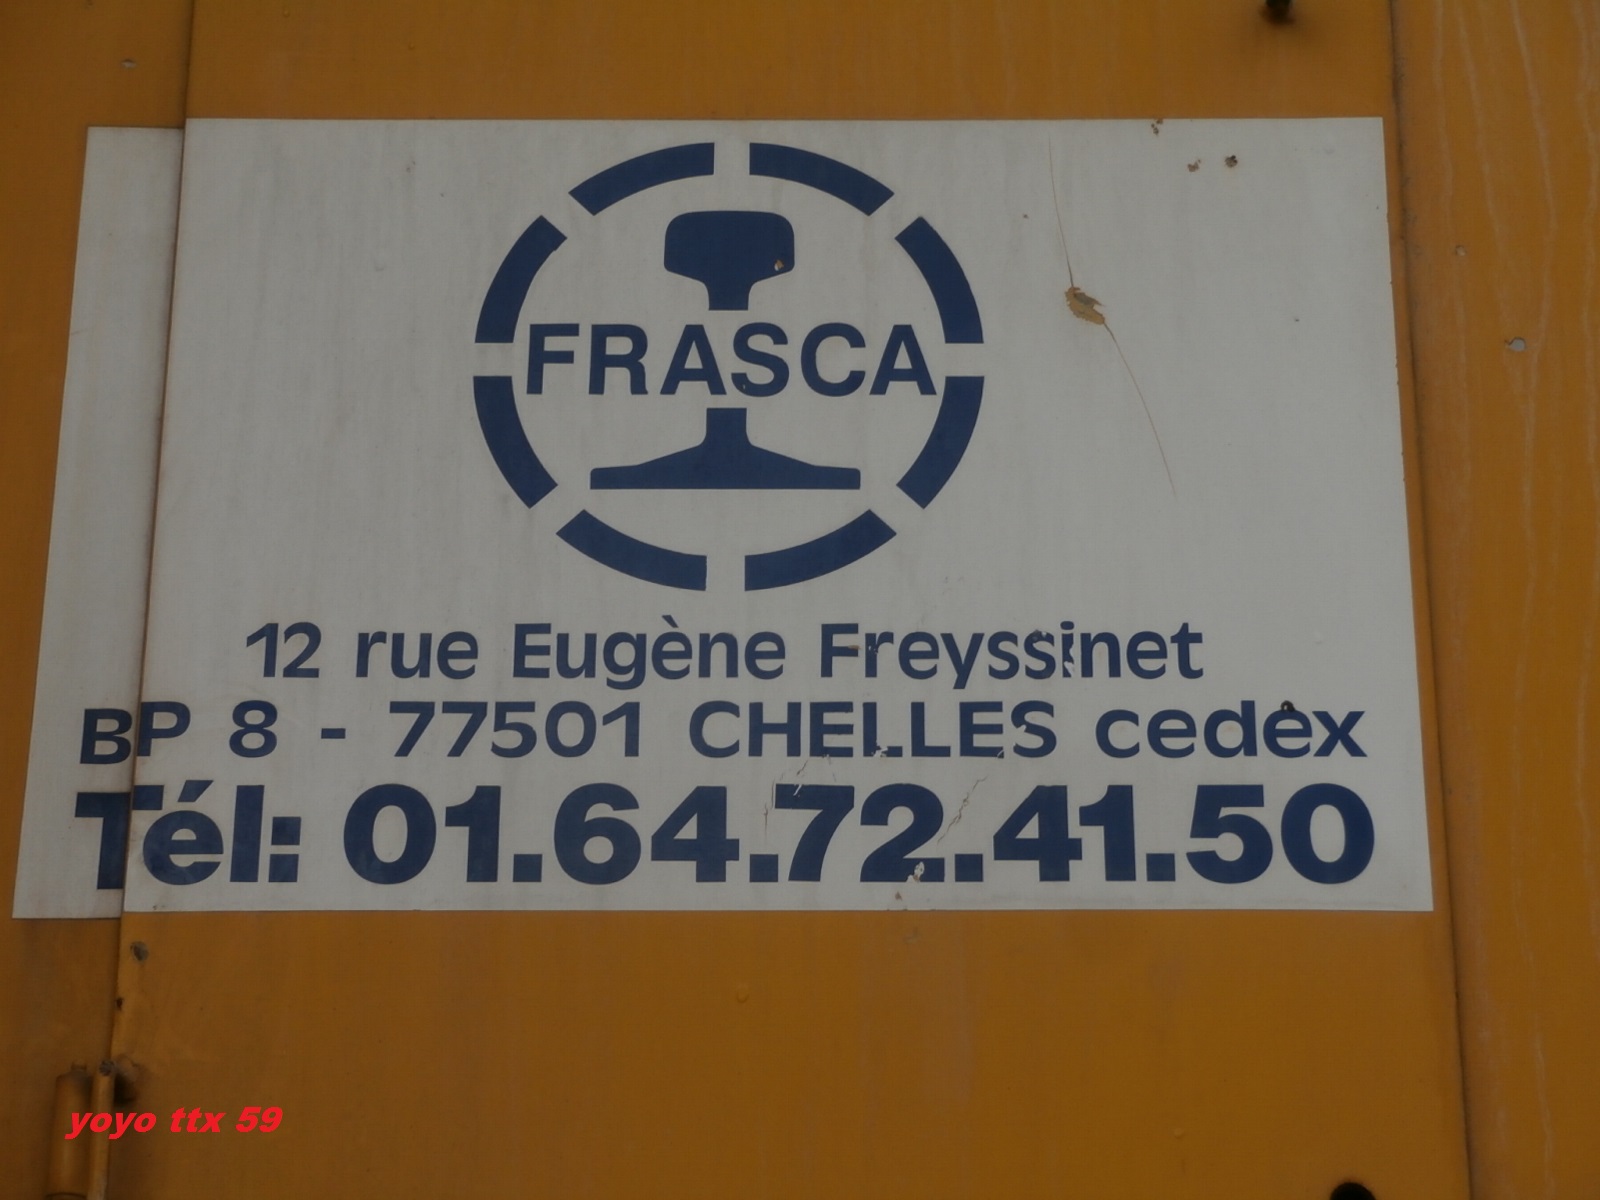 FRASCA
12 rue Eugène Freyssinet
BP 8 - 77501 CHELLES cedex
Tél: 01.64.72.41.50
yoyo ttx 59